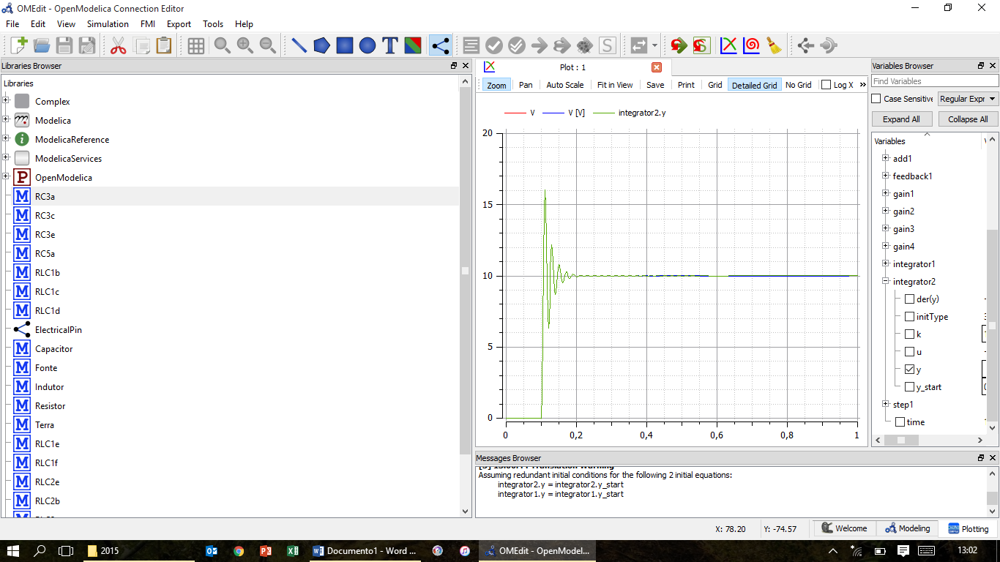 OMEdit - OpenModelica Connection Editor
File Edit View Simulation FMI Export Tools Help
Libraries Browser
Libraries
Complex
Modelica
ModelicaReference
ModelicaServices
P OpenModelica
M RC3a
M RC3c
M RC3e
M RC5a
M RLC1b
M RLC1c
M RLC1d
ElectricalPin
M Capacitor
M Fonte
M Indutor
M Resistor
M Terra
M RLC1e
M RLC1f
M RLC2e
M RLC2b
Plot : 1
Zoom Pan Auto Scale Fit in View Save Print Grid Detailed Grid No Grid Log X »
V V [V] integrator2.y
20
15
10
5
0
0 0,2 0,4 0,6 0,8 1
Variables Browser
Find Variables
Case Sensitive Regular Expr
Expand All Collapse All
Variables
add1
feedback1
gain1
gain2
gain3
gain4
integrator1
integrator2
der(y)
initType
k
u
y
y_start
step1
time
Messages Browser
Assuming redundant initial conditions for the following 2 initial equations:
integrator2.y = integrator2.y_start
integrator1.y = integrator1.y_start
X: 78.20 Y: -74.57 Welcome Modeling Plotting
2015 Documento1 - Word ... OMEdit - OpenModel... 13:02